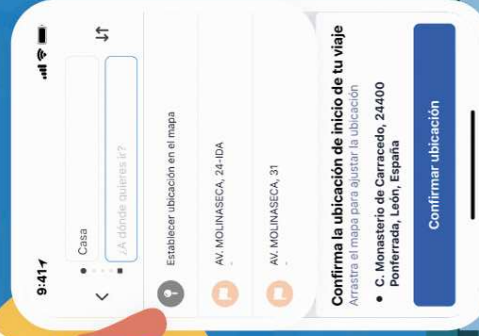 9:41
Casa
¿A dónde quieres ir?
Establecer ubicación en el mapa
AV. MOLINASECA, 24-IDA
-
AV. MOLINASECA, 31
-
Confirma la ubicación de inicio de tu viaje
Arrastra el mapa para ajustar la ubicación
C. Monasterio de Carracedo, 24400
Ponferrada, León, España
Confirmar ubicación